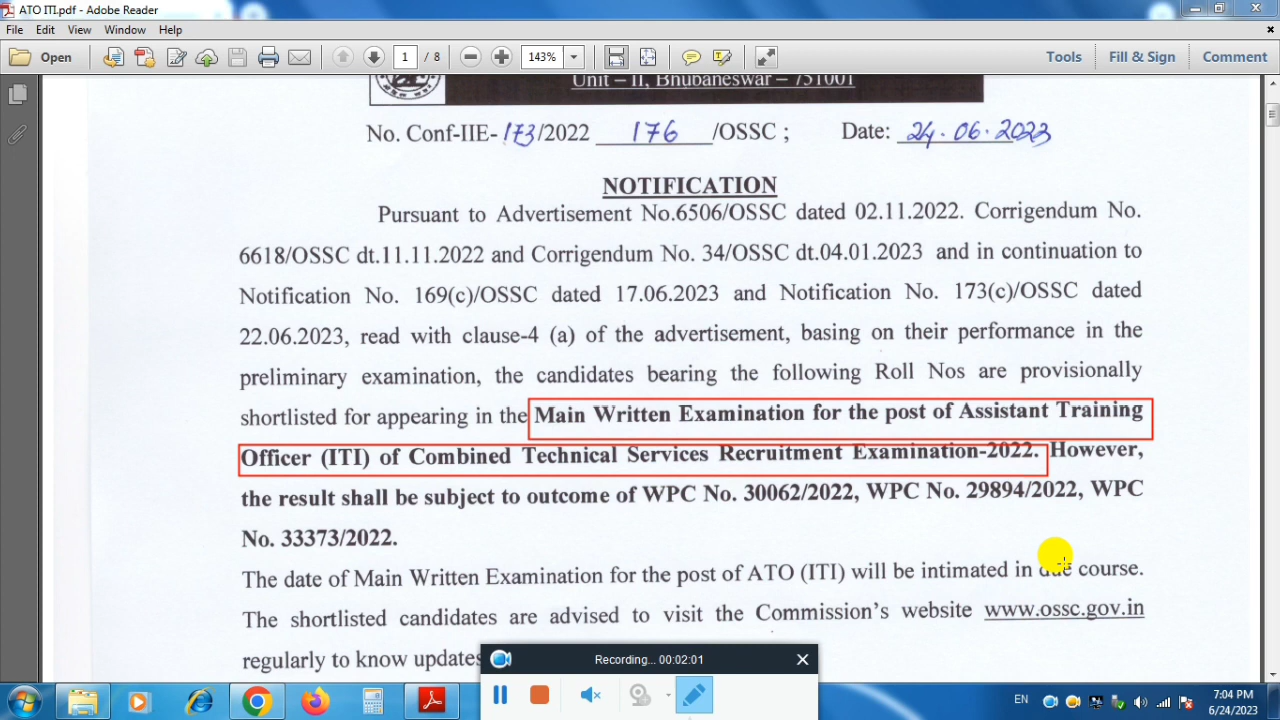 ATO ITI.pdf - Adobe Reader
File Edit View Window Help
Open 1 / 8 143% Tools Fill & Sign Comment
Unit – II, Bhubaneswar – 751001
No. Conf-IIE-173/2022 176 /OSSC ; Date: 24.06.2023
NOTIFICATION
Pursuant to Advertisement No.6506/OSSC dated 02.11.2022. Corrigendum No.
6618/OSSC dt.11.11.2022 and Corrigendum No. 34/OSSC dt.04.01.2023 and in continuation to
Notification No. 169(c)/OSSC dated 17.06.2023 and Notification No. 173(c)/OSSC dated
22.06.2023, read with clause-4 (a) of the advertisement, basing on their performance in the
preliminary examination, the candidates bearing the following Roll Nos are provisionally
shortlisted for appearing in the Main Written Examination for the post of Assistant Training
Officer (ITI) of Combined Technical Services Recruitment Examination-2022. However,
the result shall be subject to outcome of WPC No. 30062/2022, WPC No. 29894/2022, WPC
No. 33373/2022.
The date of Main Written Examination for the post of ATO (ITI) will be intimated in due course.
The shortlisted candidates are advised to visit the Commission's website www.ossc.gov.in
regularly to know updates
Recording... 00:02:01
EN 7:04 PM
6/24/2023